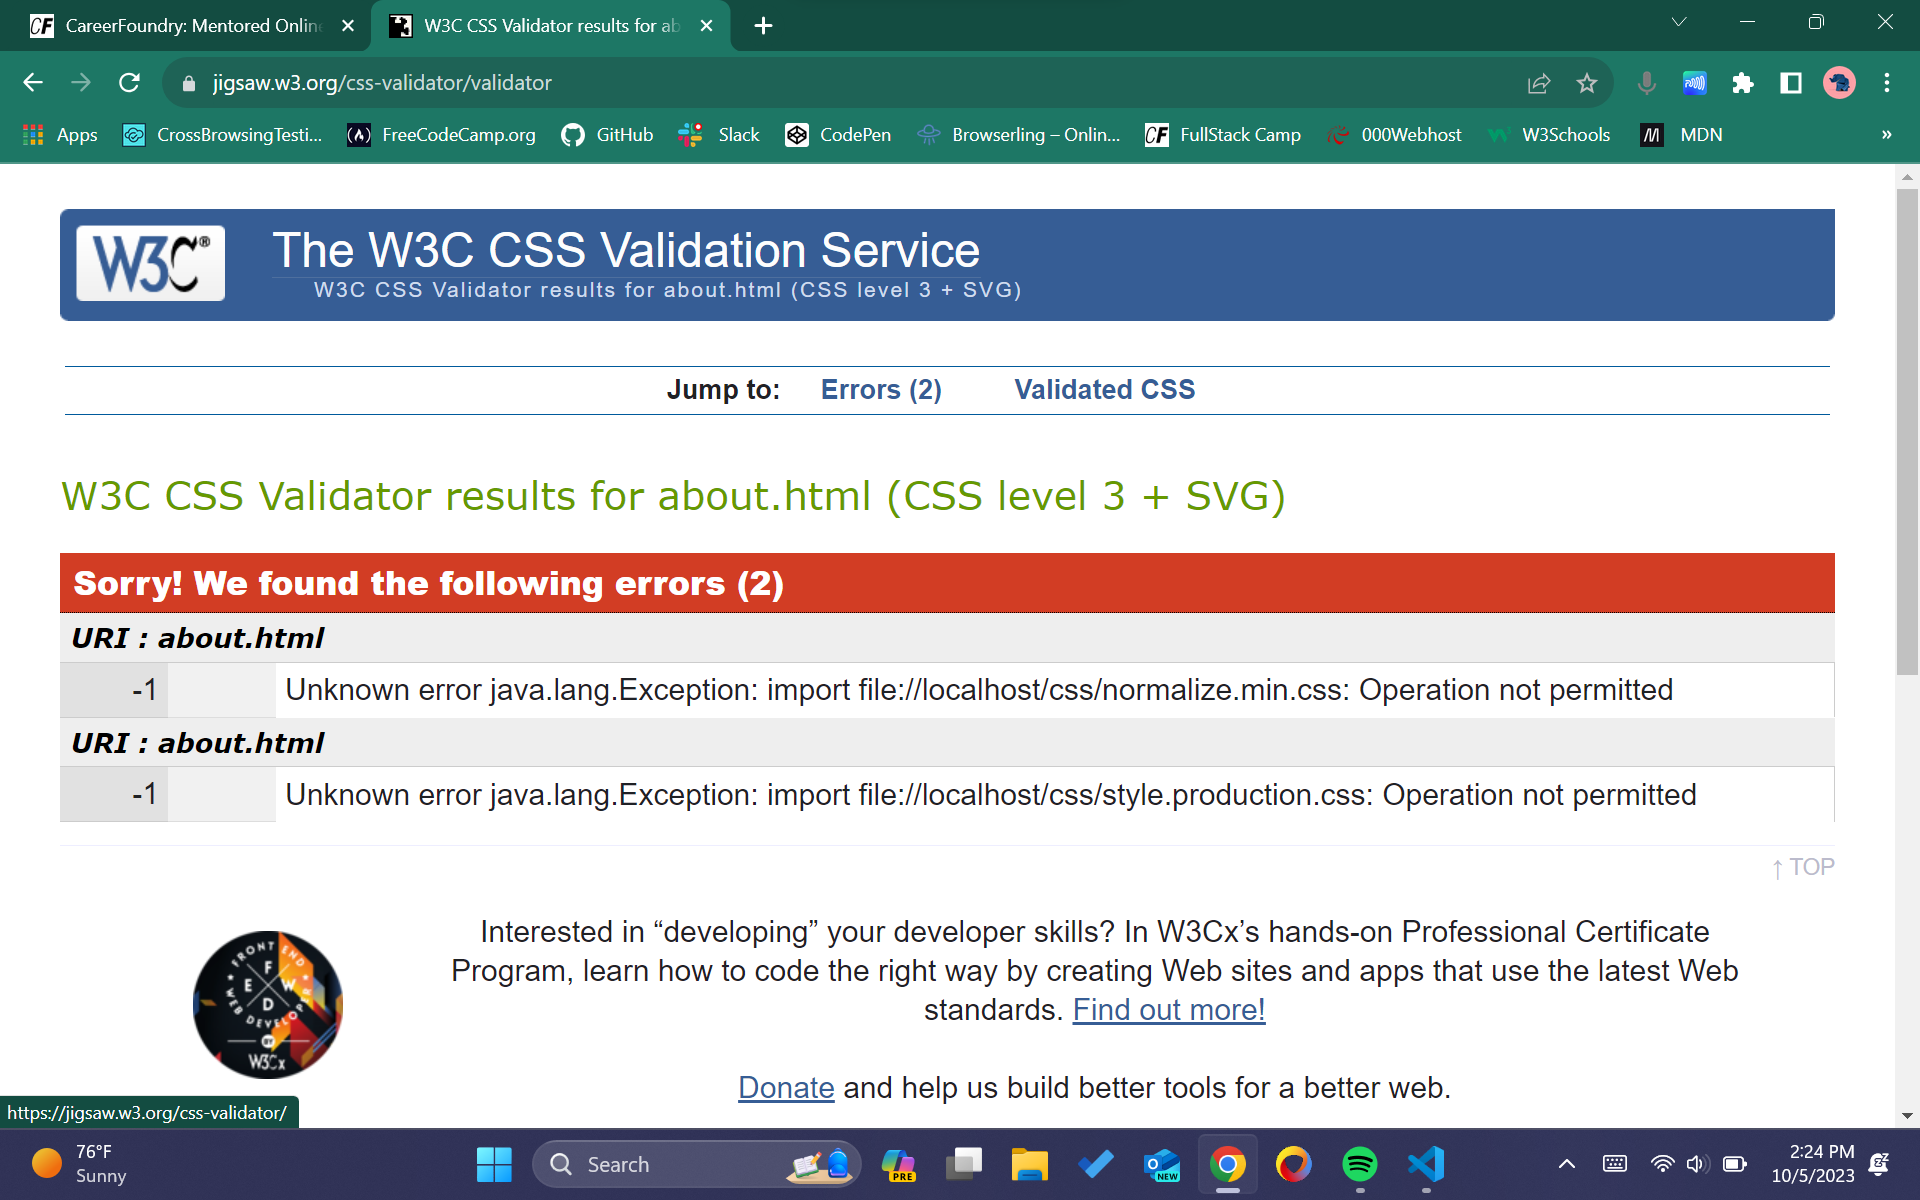 CareerFoundry: Mentored Online
W3C CSS Validator results for ab
jigsaw.w3.org/css-validator/validator
Apps
CrossBrowsingTesti...
FreeCodeCamp.org
GitHub
Slack
CodePen
Browserling – Onlin...
CF FullStack Camp
000Webhost
W3Schools
MDN
»
W3C®
The W3C CSS Validation Service
W3C CSS Validator results for about.html (CSS level 3 + SVG)
Jump to: Errors (2) Validated CSS
W3C CSS Validator results for about.html (CSS level 3 + SVG)
Sorry! We found the following errors (2)
URI : about.html
-1 Unknown error java.lang.Exception: import file://localhost/css/normalize.min.css: Operation not permitted
URI : about.html
-1 Unknown error java.lang.Exception: import file://localhost/css/style.production.css: Operation not permitted
↑ TOP
FRONT END
F E W D
WEB DEVELOPER
BY
W3Cx
Interested in “developing” your developer skills? In W3Cx’s hands-on Professional Certificate
Program, learn how to code the right way by creating Web sites and apps that use the latest Web
standards. Find out more!
Donate and help us build better tools for a better web.
https://jigsaw.w3.org/css-validator/
76°F
Sunny
Search
PRE
NEW
2:24 PM
10/5/2023